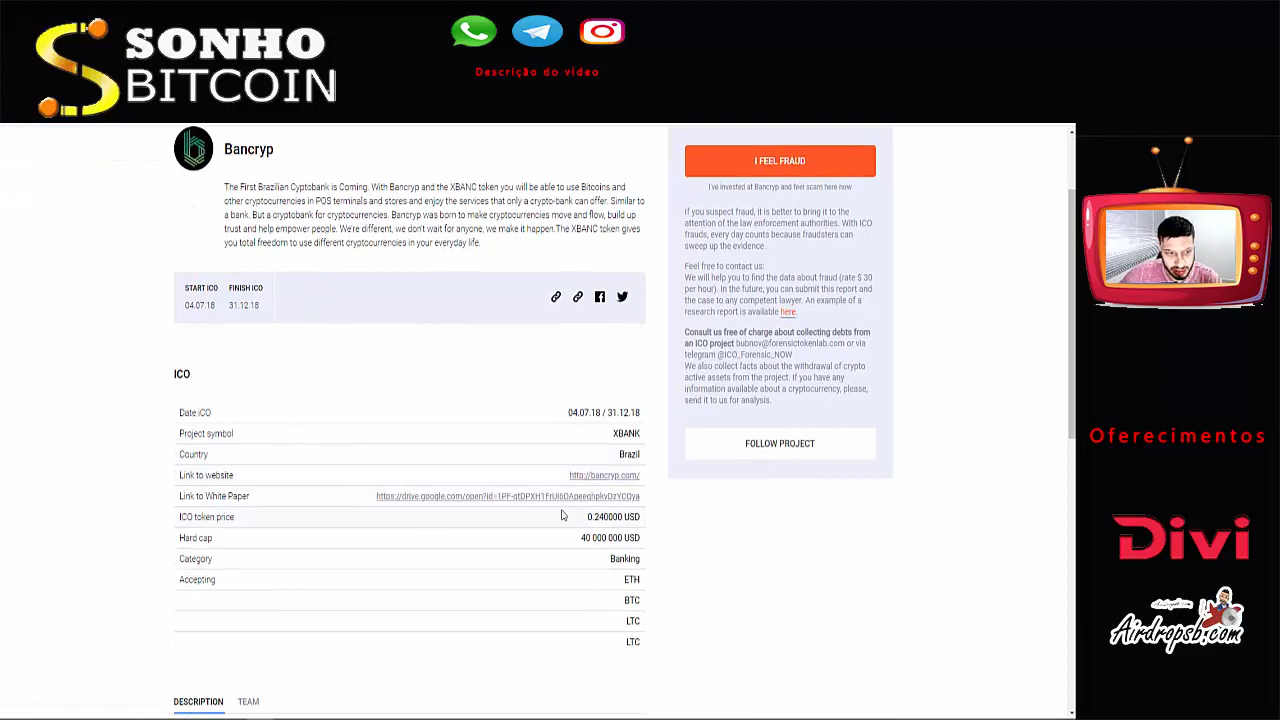 SONHO
BITCOIN
Descrição do vídeo
Bancryp
The First Brazilian Cyptobank is Coming. With Bancryp and the XBANC token you will be able to use Bitcoins and
other cryptocurrencies in POS terminals and stores and enjoy the services that only a crypto-bank can offer. Similar to
a bank. But a cryptobank for cryptocurrencies. Bancryp was born to make cryptocurrencies move and flow, build up
trust and help empower people. We're different, we don't wait for anyone, we make it happen.The XBANC token gives
you total freedom to use different cryptocurrencies in your everyday life.
START ICO FINISH ICO
04.07.18 31.12.18
ICO
Date iCO 04.07.18 / 31.12.18
Project symbol XBANK
Country Brazil
Link to website http://bancryp.com/
Link to White Paper
ICO token price 0.240000 USD
Hard cap 40 000 000 USD
Category Banking
Accepting ETH
BTC
LTC
LTC
DESCRIPTION TEAM
I FEEL FRAUD
I've invested at Bancryp and feel scam here now
If you suspect fraud, it is better to bring it to the
attention of the law enforcement authorities. With ICO
frauds, every day counts because fraudsters can
sweep up the evidence.
Feel free to contact us:
We will help you to find the data about fraud (rate $ 30
per hour). In the future, you can submit this report and
the case to any competent lawyer. An example of a
research report is available here.
Consult us free of charge about collecting debts from
an ICO project bubnov@forensictokenlab.com or via
telegram @ICO_Forensic_NOW
We also collect facts about the withdrawal of crypto
active assets from the project. If you have any
information available about a cryptocurrency, please,
send it to us for analysis.
FOLLOW PROJECT
Oferecimentos
Divi
Airdropsb.com